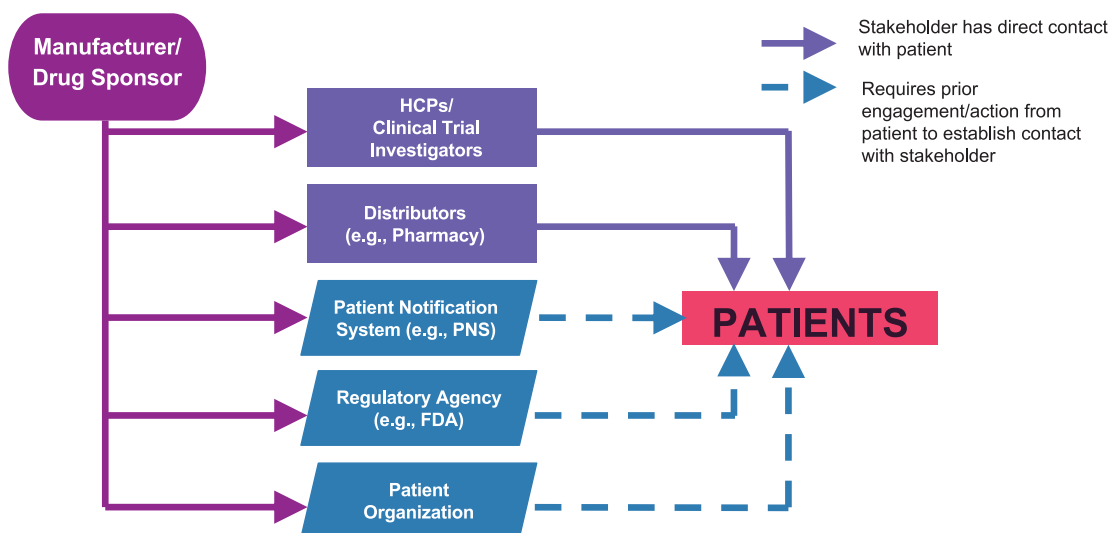 Manufacturer/
Drug Sponsor
Stakeholder has direct contact
with patient
Requires prior
engagement/action from
patient to establish contact
with stakeholder
HCPs/
Clinical Trial
Investigators
Distributors
(e.g., Pharmacy)
Patient Notification
System (e.g., PNS)
PATIENTS
Regulatory Agency
(e.g., FDA)
Patient
Organization